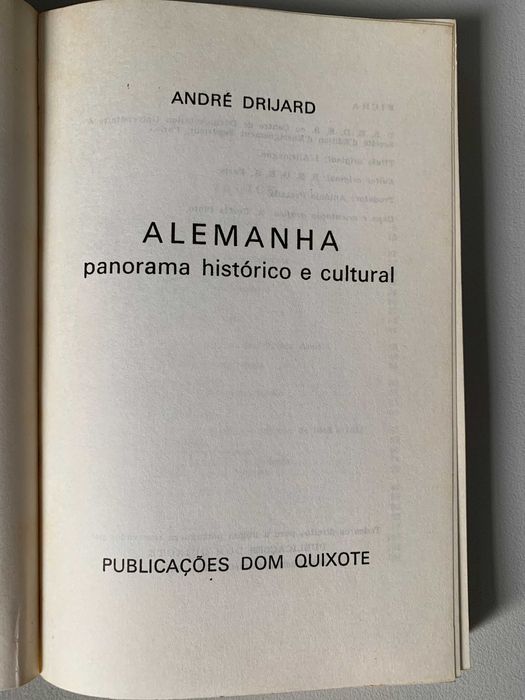 ANDRÉ DRIJARD
ALEMANHA
panorama histórico e cultural
PUBLICAÇÕES DOM QUIXOTE